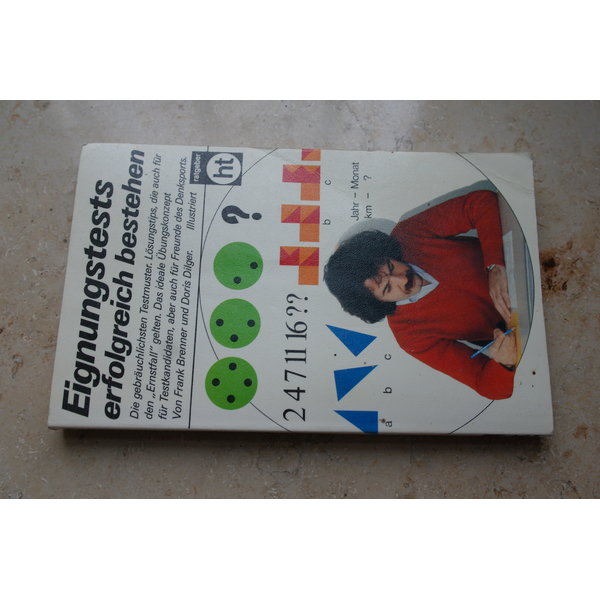 Eignungstests
erfolgreich bestehen
Die gebräuchlichsten Testmuster. Lösungstips, die auch für
den „Ernstfall“ gelten. Das ideale Übungskonzept
für Testkandidaten, aber auch für Freunde des Denksports.
Von Frank Brenner und Doris Dilger. Illustriert
ratgeber
ht
?
2 4 7 11 16 ??
b c
Jahr – Monat
km – ?
a b c